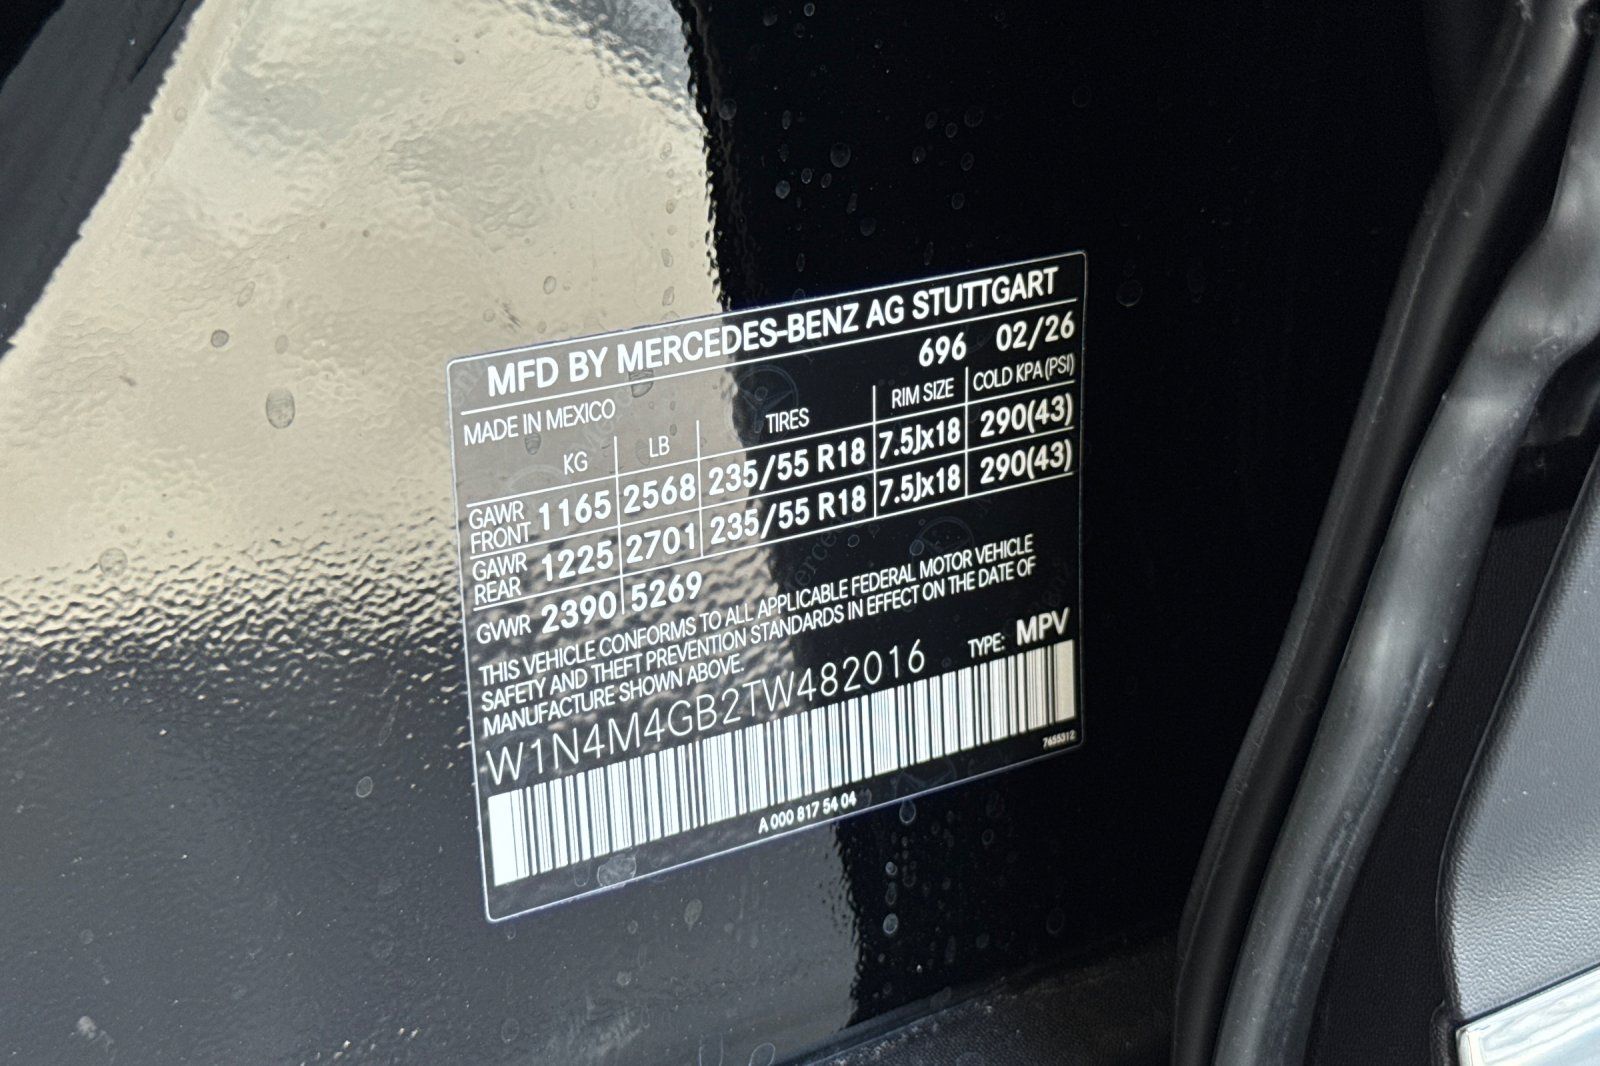 MFD BY MERCEDES-BENZ AG STUTTGART
MADE IN MEXICO 696 02/26
KG LB TIRES RIM SIZE COLD KPA (PSI)
GAWR FRONT 1165 2568 235/55 R18 7.5Jx18 290(43)
GAWR REAR 1225 2701 235/55 R18 7.5Jx18 290(43)
GVWR 2390 5269
THIS VEHICLE CONFORMS TO ALL APPLICABLE FEDERAL MOTOR VEHICLE
SAFETY AND THEFT PREVENTION STANDARDS IN EFFECT ON THE DATE OF
MANUFACTURE SHOWN ABOVE.
W1N4M4GB2TW482016 TYPE: MPV
7655312
A 000 817 54 04